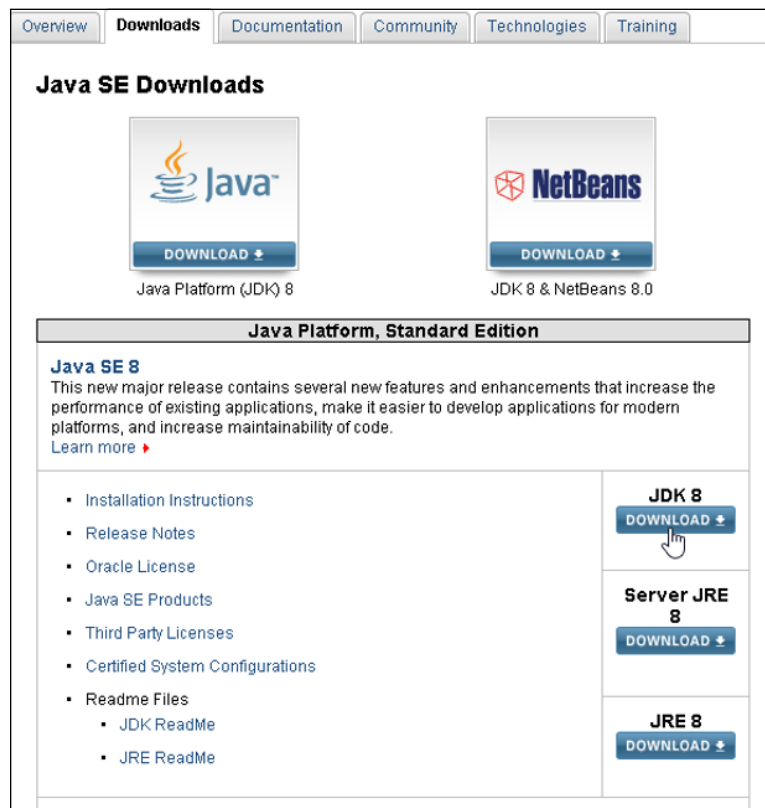 Overview Downloads Documentation Community Technologies Training
Java SE Downloads
Java™
NetBeans
DOWNLOAD
DOWNLOAD
Java Platform (JDK) 8
JDK 8 & NetBeans 8.0
Java Platform, Standard Edition
Java SE 8
This new major release contains several new features and enhancements that increase the
performance of existing applications, make it easier to develop applications for modern
platforms, and increase maintainability of code.
Learn more
Installation Instructions
Release Notes
Oracle License
Java SE Products
Third Party Licenses
Certified System Configurations
Readme Files
JDK ReadMe
JRE ReadMe
JDK 8
DOWNLOAD
Server JRE
8
DOWNLOAD
JRE 8
DOWNLOAD